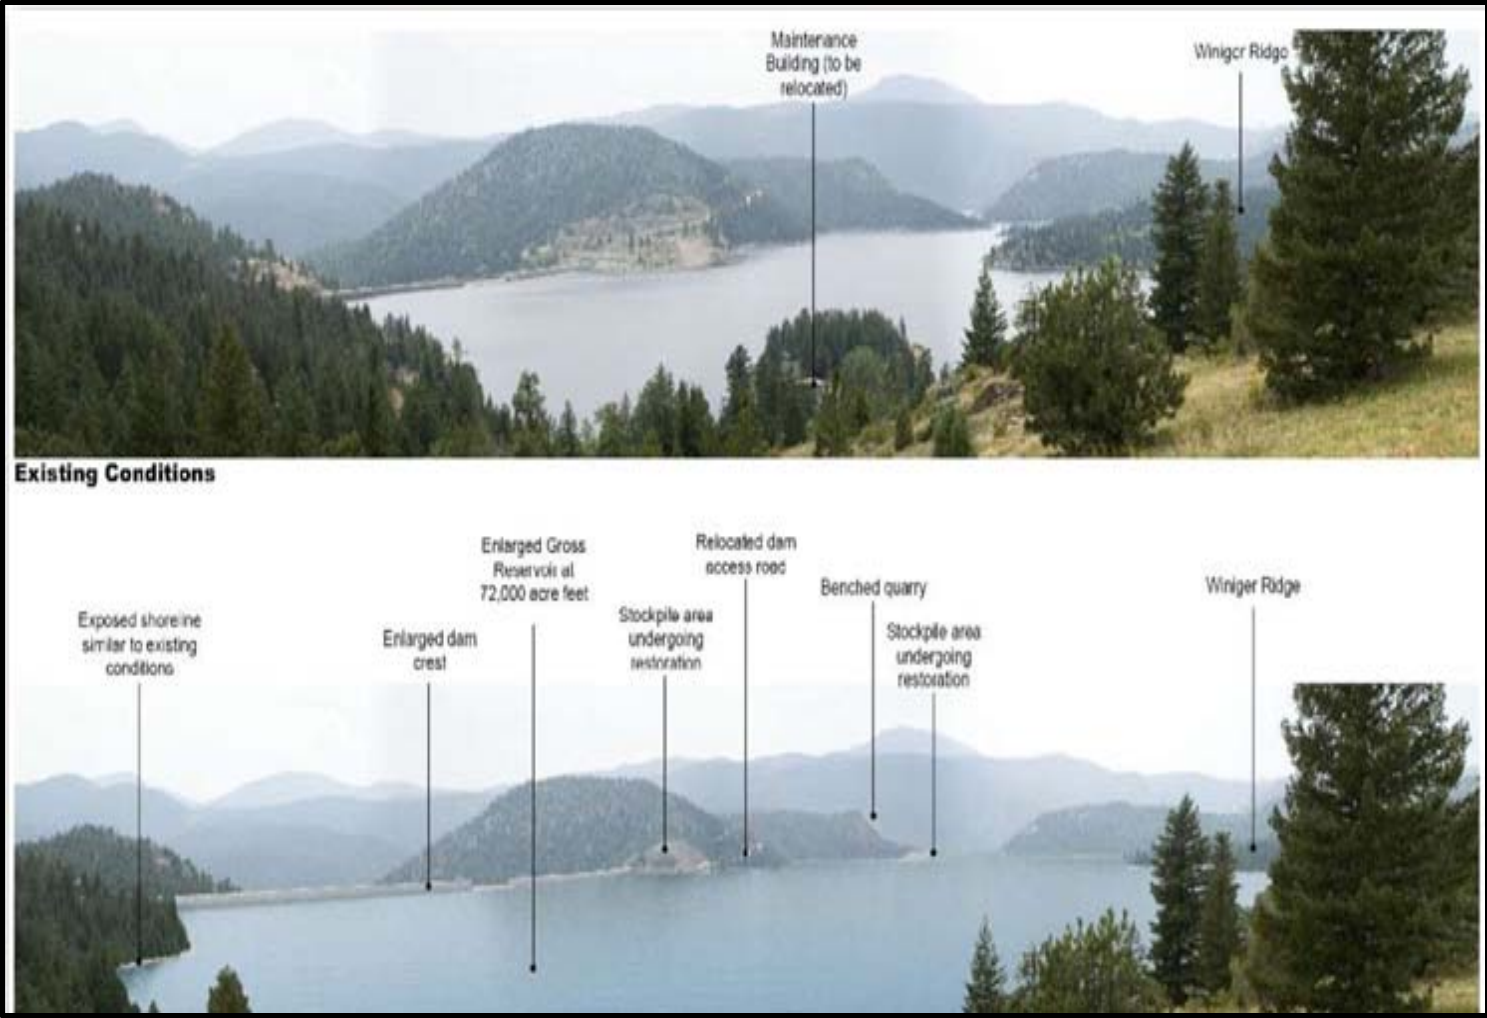 Maintenance
Building (to be
relocated)
Winiger Ridge
Existing Conditions
Enlarged Gross
Reservoir at
72,000 acre feet
Relocated dam
access road
Benched quarry
Winiger Ridge
Exposed shoreline
similar to existing
conditions
Enlarged dam
crest
Stockpile area
undergoing
restoration
Stockpile area
undergoing
restoration